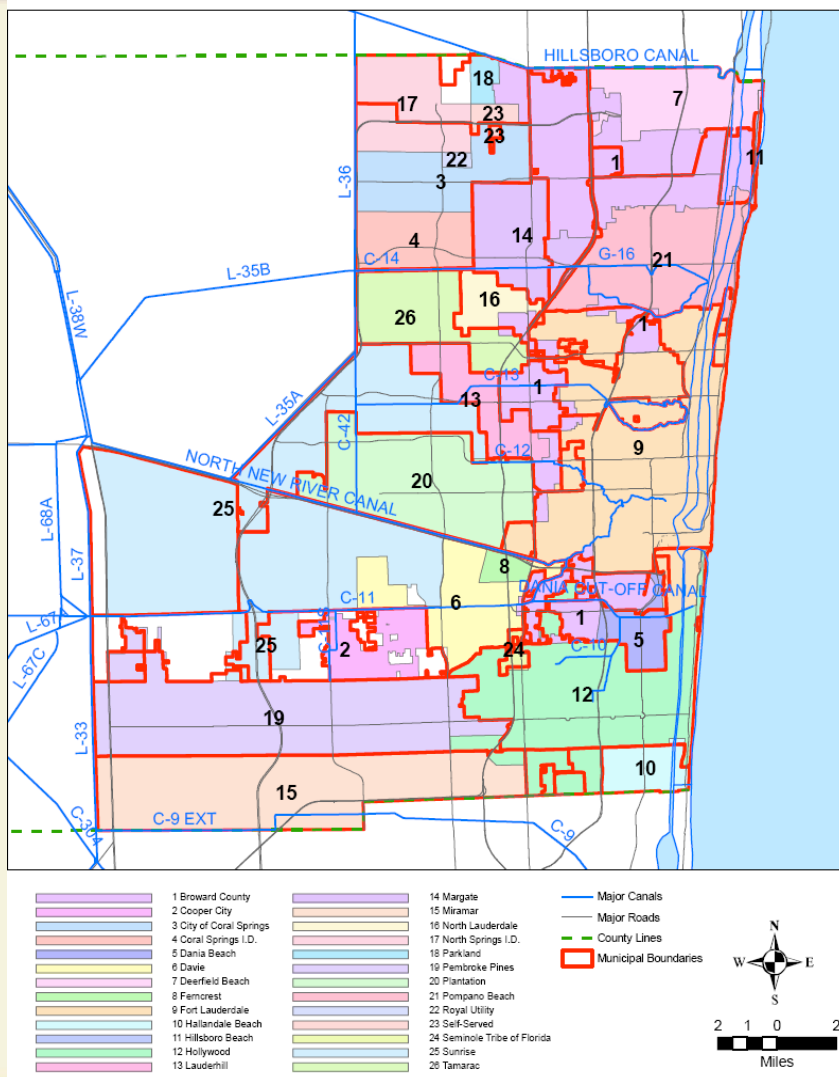 HILLSBORO CANAL
18
7
17
23
23
1
11
22
3
L-36
4
14
C-14
G-16
21
L-35B
16
L-38W
26
1
C-13
1
L-35A
13
C-42
C-12
9
NORTH NEW RIVER CANAL
20
25
L-68A
L-37
8
DANIA CUT-OFF CANAL
C-11
6
1
L-67A
25
2
24
C-10
5
L-67C
12
19
L-33
10
15
C-9 EXT
C-304
C-9
1 Broward County
2 Cooper City
3 City of Coral Springs
4 Coral Springs I.D.
5 Dania Beach
6 Davie
7 Deerfield Beach
8 Ferncrest
9 Fort Lauderdale
10 Hallandale Beach
11 Hillsboro Beach
12 Hollywood
13 Lauderhill
14 Margate
15 Miramar
16 North Lauderdale
17 North Springs I.D.
18 Parkland
19 Pembroke Pines
20 Plantation
21 Pompano Beach
22 Royal Utility
23 Self-Served
24 Seminole Tribe of Florida
25 Sunrise
26 Tamarac
Major Canals
Major Roads
County Lines
Municipal Boundaries
N
W E
S
2 1 0 2
Miles